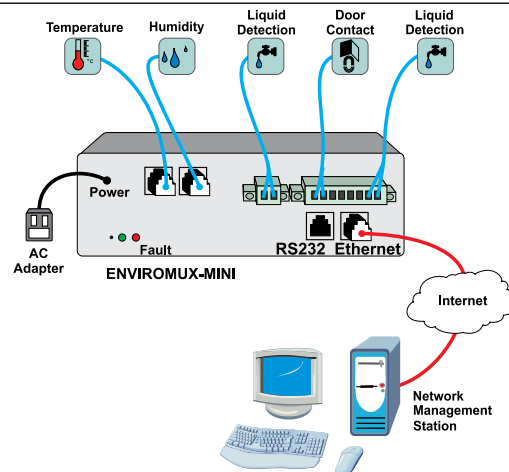 Temperature
Humidity
Liquid
Detection
Door
Contact
Liquid
Detection
°C
Power
AC
Adapter
Fault
RS232 Ethernet
ENVIROMUX-MINI
Internet
Network
Management
Station